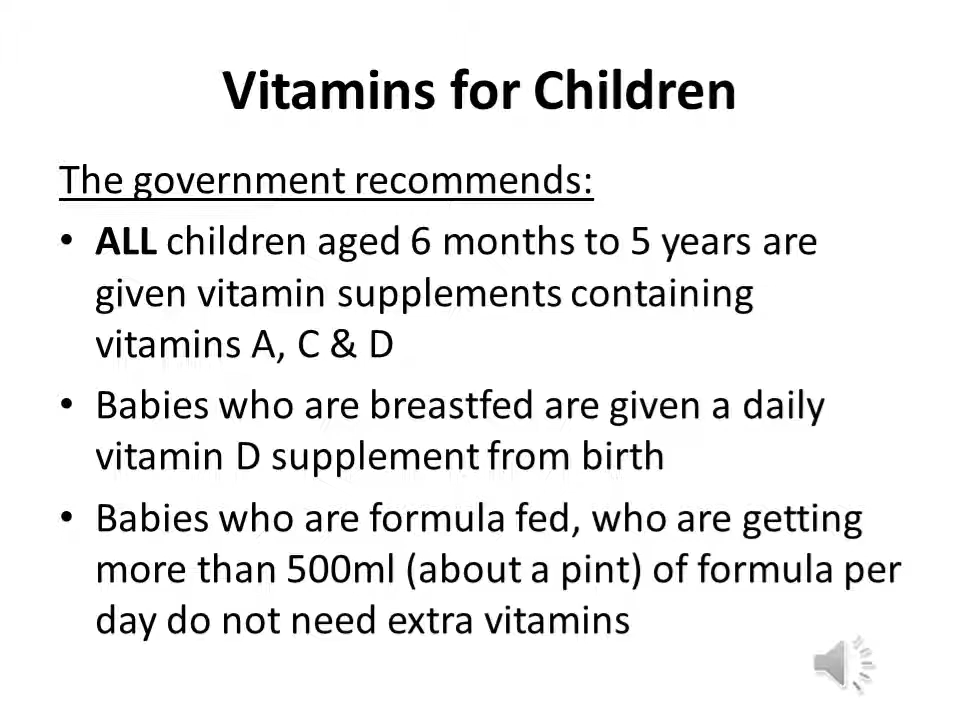 Vitamins for Children
The government recommends:
• ALL children aged 6 months to 5 years are
given vitamin supplements containing
vitamins A, C & D
• Babies who are breastfed are given a daily
vitamin D supplement from birth
• Babies who are formula fed, who are getting
more than 500ml (about a pint) of formula per
day do not need extra vitamins